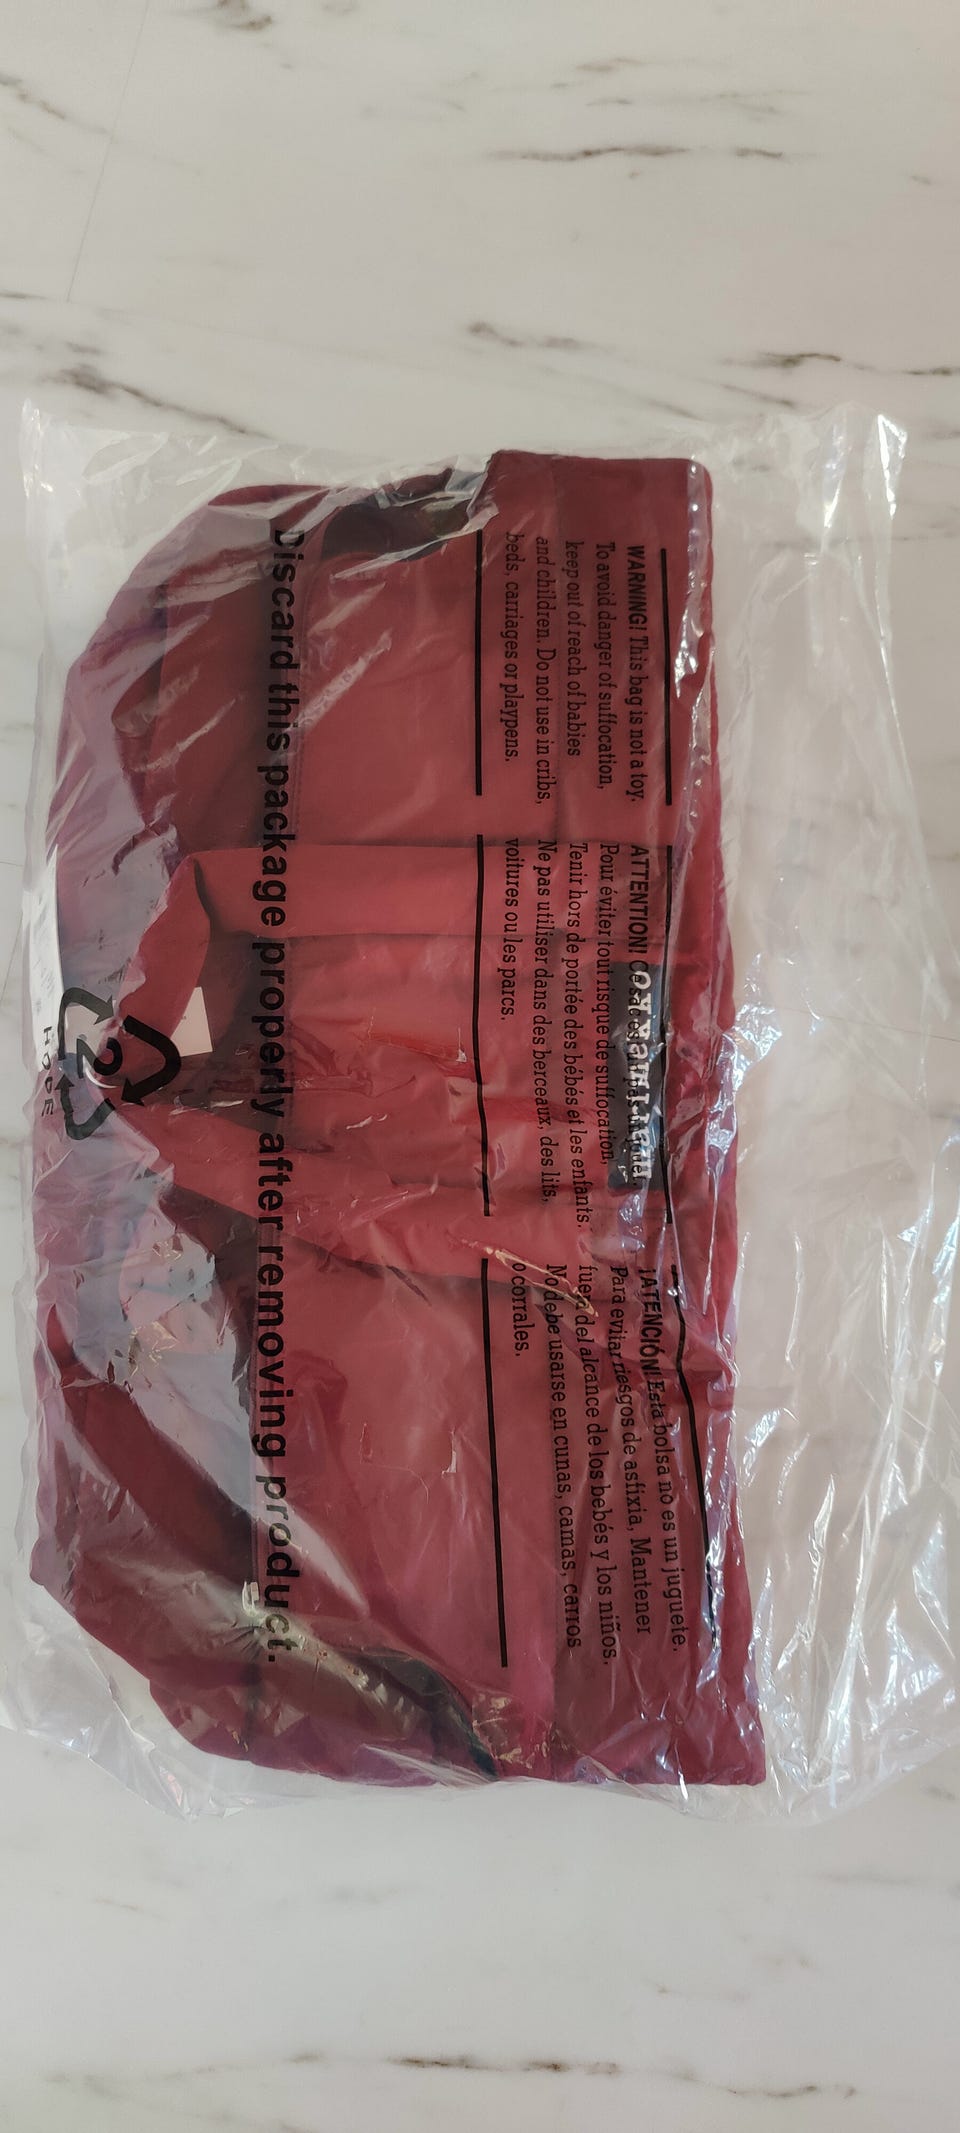 WARNING! This bag is not a toy.
To avoid danger of suffocation,
keep out of reach of babies
and children. Do not use in cribs,
beds, carriages or playpens.
ATTENTION! Ce sac est pas
Pour éviter tout risque de suffocation,
Tenir hors de portée des bébés et les enfants.
Ne pas utiliser dans des berceaux, des lits,
voitures ou les parcs.
¡ATENCIÓN! Esta bolsa no es un juguete.
Para evitar riesgos de asfixia, Mantener
fuera del alcance de los bebés y los niños.
No debe usarse en cunas, camas, carros
o corrales.
Discard this package properly after removing product.
2
HDPE